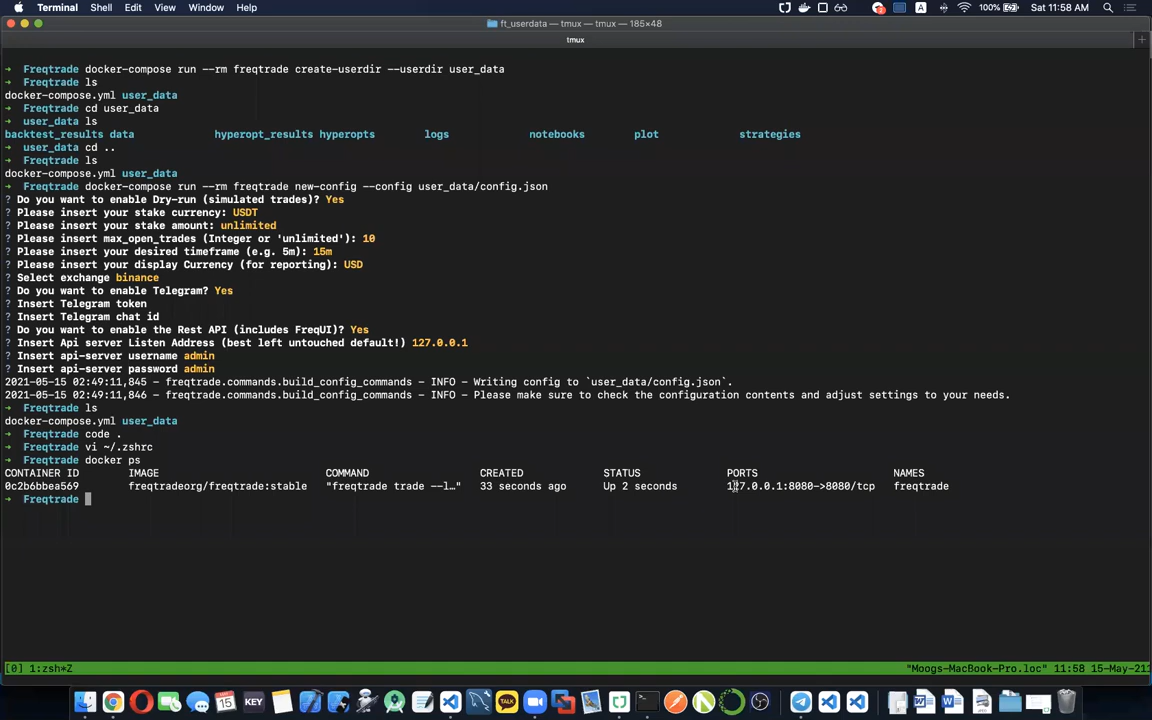 Terminal Shell Edit View Window Help 100% Sat 11:58 AM
ft_userdata — tmux — tmux — 185×48
tmux
→ Freqtrade docker-compose run --rm freqtrade create-userdir --userdir user_data
→ Freqtrade ls
docker-compose.yml user_data
→ Freqtrade cd user_data
→ user_data ls
backtest_results data hyperopt_results hyperopts logs notebooks plot strategies
→ user_data cd ..
→ Freqtrade ls
docker-compose.yml user_data
→ Freqtrade docker-compose run --rm freqtrade new-config --config user_data/config.json
? Do you want to enable Dry-run (simulated trades)? Yes
? Please insert your stake currency: USDT
? Please insert your stake amount: unlimited
? Please insert max_open_trades (Integer or 'unlimited'): 10
? Please insert your desired timeframe (e.g. 5m): 15m
? Please insert your display Currency (for reporting): USD
? Select exchange binance
? Do you want to enable Telegram? Yes
? Insert Telegram token
? Insert Telegram chat id
? Do you want to enable the Rest API (includes FreqUI)? Yes
? Insert Api server Listen Address (best left untouched default!) 127.0.0.1
? Insert api-server username admin
? Insert api-server password admin
2021-05-15 02:49:11,845 - freqtrade.commands.build_config_commands - INFO - Writing config to `user_data/config.json`.
2021-05-15 02:49:11,846 - freqtrade.commands.build_config_commands - INFO - Please make sure to check the configuration contents and adjust settings to your needs.
→ Freqtrade ls
docker-compose.yml user_data
→ Freqtrade code .
→ Freqtrade vi ~/.zshrc
→ Freqtrade docker ps
CONTAINER ID IMAGE COMMAND CREATED STATUS PORTS NAMES
0c2b6bbea569 freqtradeorg/freqtrade:stable "freqtrade trade --l…" 33 seconds ago Up 2 seconds 127.0.0.1:8080->8080/tcp freqtrade
→ Freqtrade
[0] 1:zsh*Z "Moogs-MacBook-Pro.loc" 11:58 15-May-21
15 KEY TALK